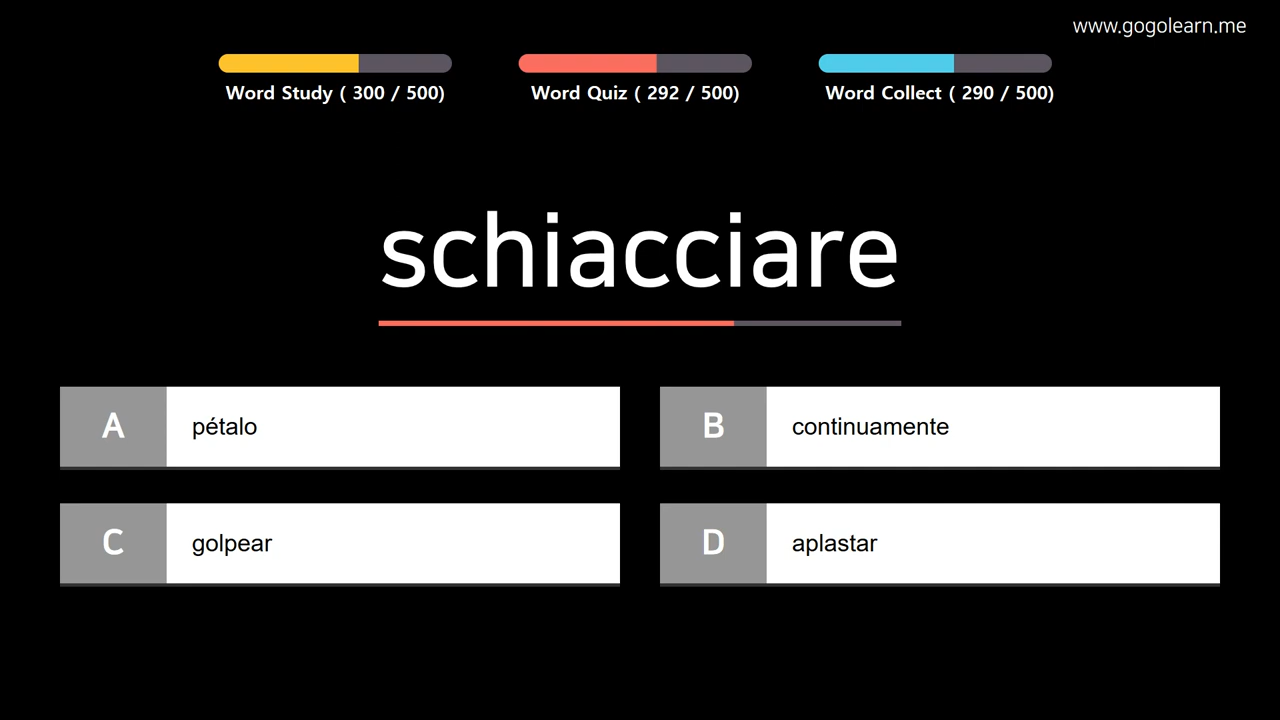 www.gogolearn.me
Word Study ( 300 / 500)
Word Quiz ( 292 / 500)
Word Collect ( 290 / 500)
schiacciare
A
pétalo
B
continuamente
C
golpear
D
aplastar